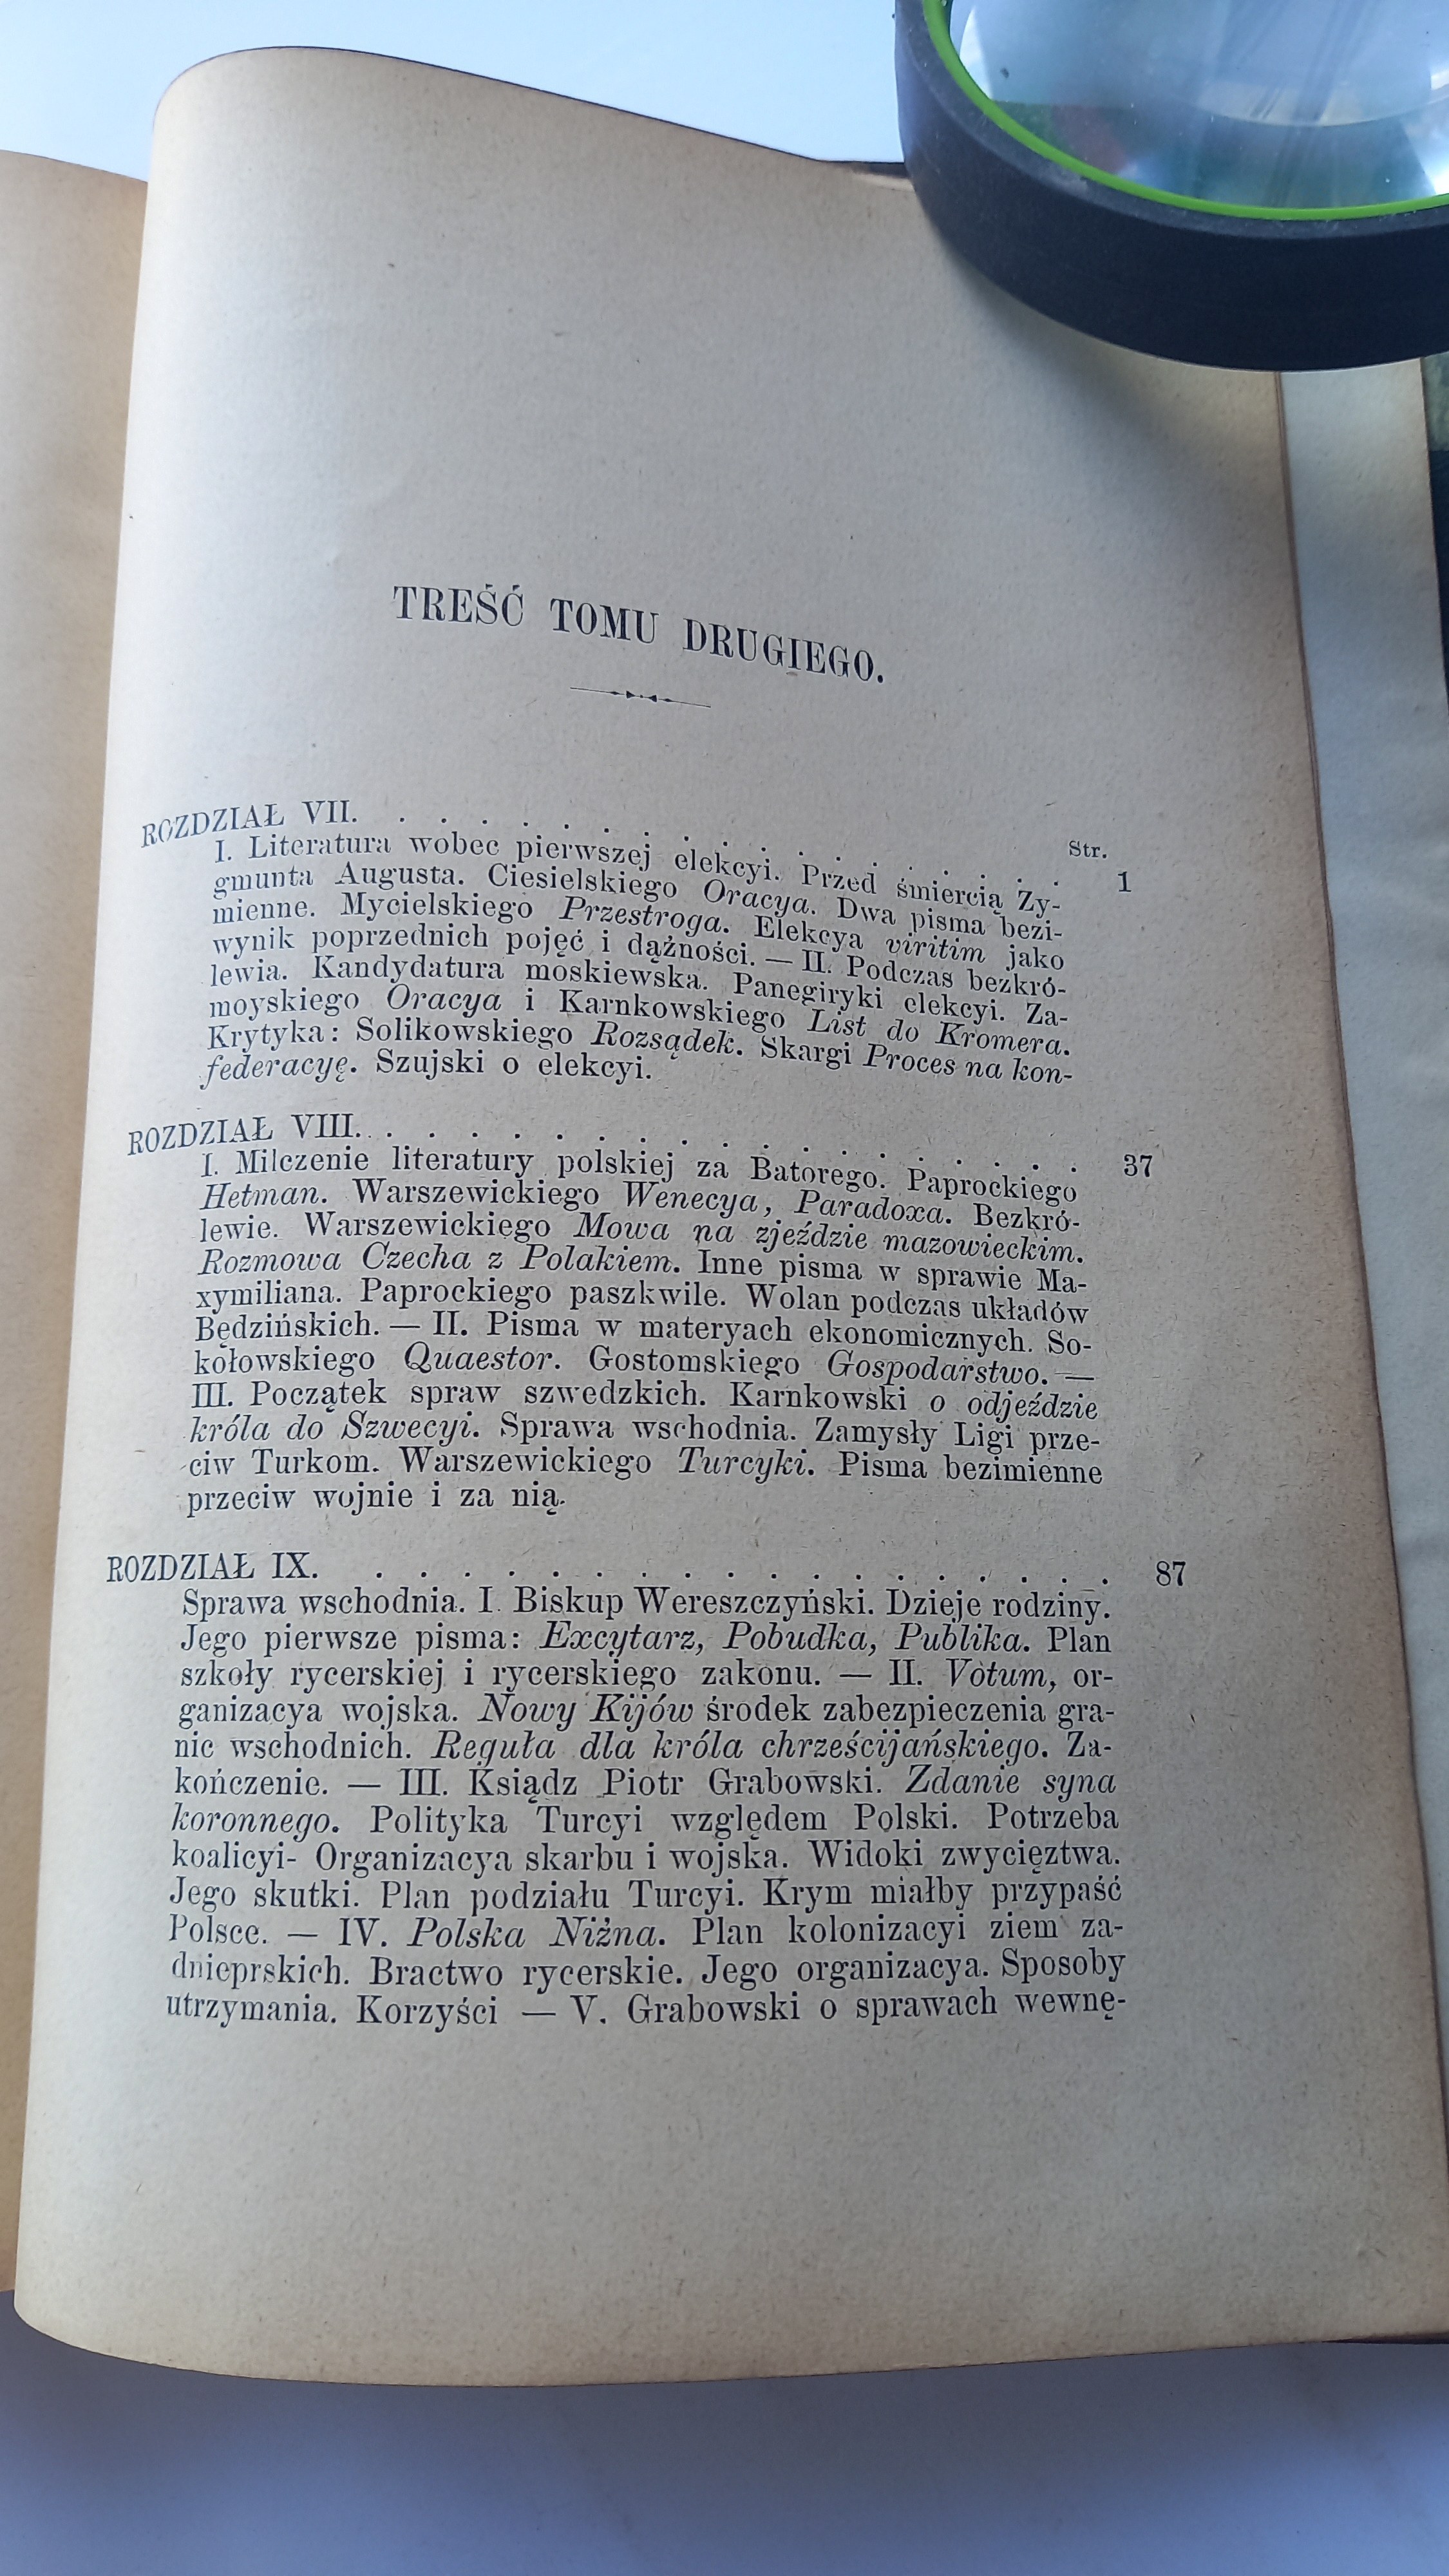 TREŚĆ TOMU DRUGIEGO.
Str.
ROZDZIAŁ VII. . . . . . . . . . . . . . . . . . 1
I. Literatura wobec pierwszej elekcyi. Przed śmiercią Zy-
gmunta Augusta. Ciesielskiego Oracya. Dwa pisma bezi-
mienne. Mycielskiego Przestroga. Elekcya viritim jako
wynik poprzednich pojęć i dążności. — II. Podczas bezkró-
lewia. Kandydatura moskiewska. Panegiryki elekcyi. Za-
moyskiego Oracya i Karnkowskiego List do Kromera.
Krytyka: Solikowskiego Rozsądek. Skargi Proces na kon-
federacyę. Szujski o elekcyi.
ROZDZIAŁ VIII. . . . . . . . . . . . . . . . . . 37
I. Milczenie literatury polskiej za Batorego. Paprockiego
Hetman. Warszewickiego Wenecya, Paradoxa. Bezkró-
lewie. Warszewickiego Mowa na zjeździe mazowieckim.
Rozmowa Czecha z Polakiem. Inne pisma w sprawie Ma-
xymiliana. Paprockiego paszkwile. Wolan podczas układów
Będzińskich. — II. Pisma w materyach ekonomicznych. So-
kołowskiego Quaestor. Gostomskiego Gospodarstwo. —
III. Początek spraw szwedzkich. Karnkowski o odjeździe
króla do Szwecyi. Sprawa wschodnia. Zamysły Ligi prze-
ciw Turkom. Warszewickiego Turcyki. Pisma bezimienne
przeciw wojnie i za nią.
ROZDZIAŁ IX. . . . . . . . . . . . . . . . . . . 87
Sprawa wschodnia. I. Biskup Wereszczyński. Dzieje rodziny.
Jego pierwsze pisma: Excytarz, Pobudka, Publika. Plan
szkoły rycerskiej i rycerskiego zakonu. — II. Votum, or-
ganizacya wojska. Nowy Kijów środek zabezpieczenia gra-
nic wschodnich. Reguła dla króla chrześcijańskiego. Za-
kończenie. — III. Ksiądz Piotr Grabowski. Zdanie syna
koronnego. Polityka Turcyi względem Polski. Potrzeba
koalicyi- Organizacya skarbu i wojska. Widoki zwycięztwa.
Jego skutki. Plan podziału Turcyi. Krym miałby przypaść
Polsce. — IV. Polska Niżna. Plan kolonizacyi ziem za-
dnieprskich. Bractwo rycerskie. Jego organizacya. Sposoby
utrzymania. Korzyści — V. Grabowski o sprawach wewnę-